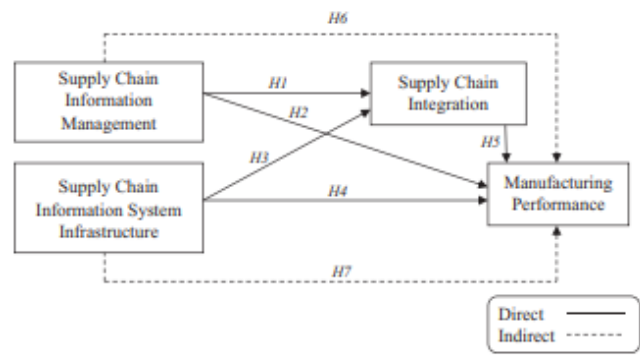 H6
Supply Chain
Information
Management
H1
Supply Chain
Integration
H2
H3
H5
Supply Chain
Information System
Infrastructure
H4
Manufacturing
Performance
H7
Direct
Indirect